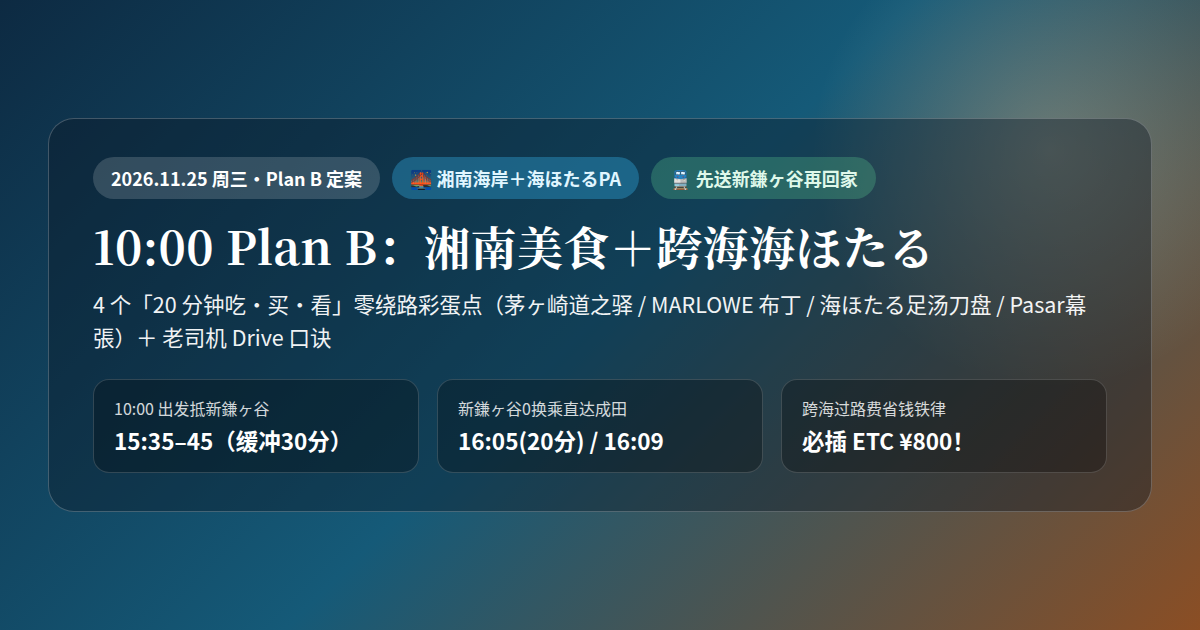 2026.11.25 周三・Plan B 定案
湘南海岸＋海ほたるPA
先送新鎌ヶ谷再回家
10:00 Plan B：湘南美食＋跨海海ほたる
4 个「20 分钟吃・买・看」零绕路彩蛋点（茅ヶ崎道之驿 / MARLOWE 布丁 / 海ほたる足汤刀盘 / Pasar幕
張）＋ 老司机 Drive 口诀
10:00 出发抵新鎌ヶ谷
15:35–45（缓冲30分）
新鎌ヶ谷0换乘直达成田
16:05(20分) / 16:09
跨海过路费省钱铁律
必插 ETC ¥800！